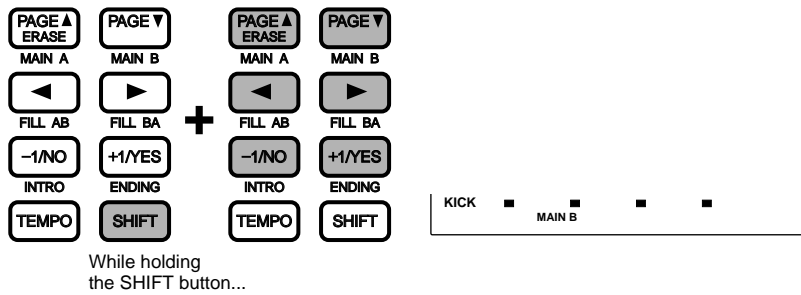 PAGE▲ PAGE▼ PAGE▲ PAGE▼
ERASE ERASE
MAIN A MAIN B MAIN A MAIN B
◀ ▶ + ◀ ▶
FILL AB FILL BA FILL AB FILL BA
−1/NO +1/YES −1/NO +1/YES
INTRO ENDING INTRO ENDING
TEMPO SHIFT TEMPO SHIFT
While holding
the SHIFT button...
KICK
MAIN B